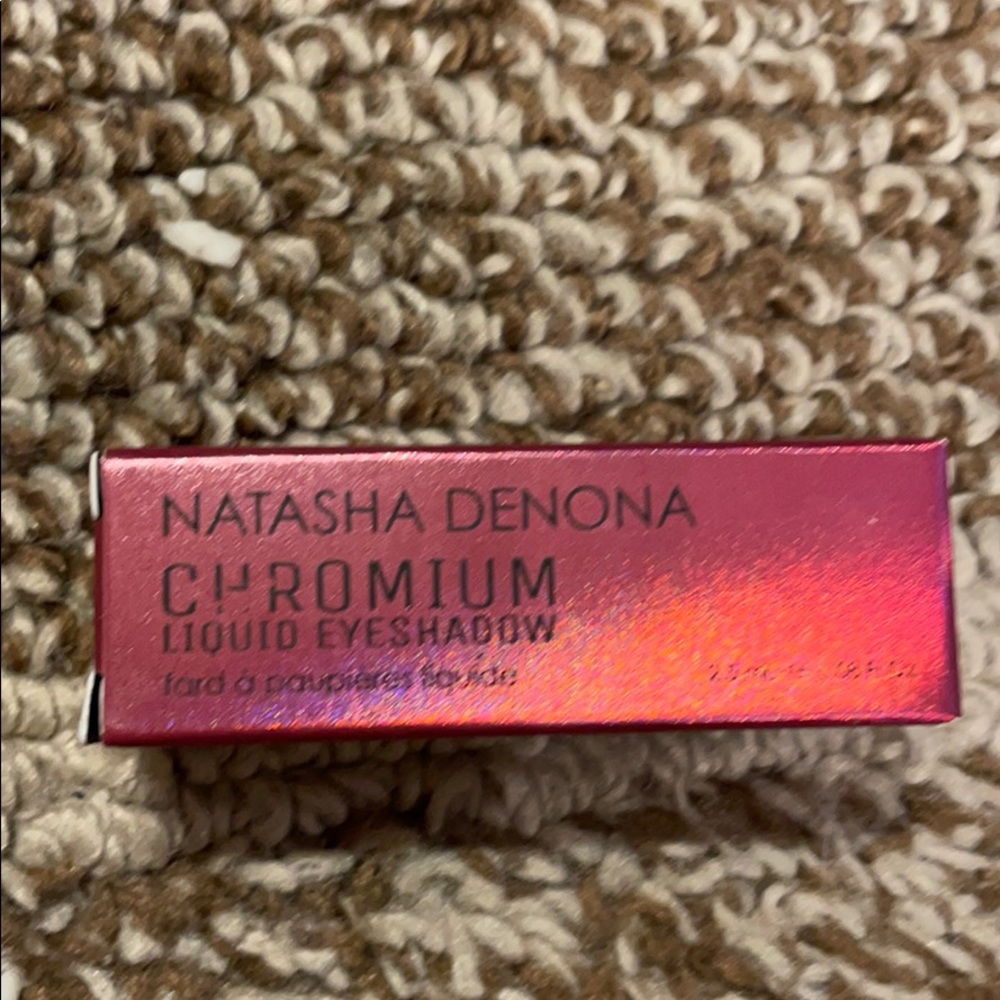 NATASHA DENONA
CHROMIUM
LIQUID EYESHADOW
fard à paupières liquide